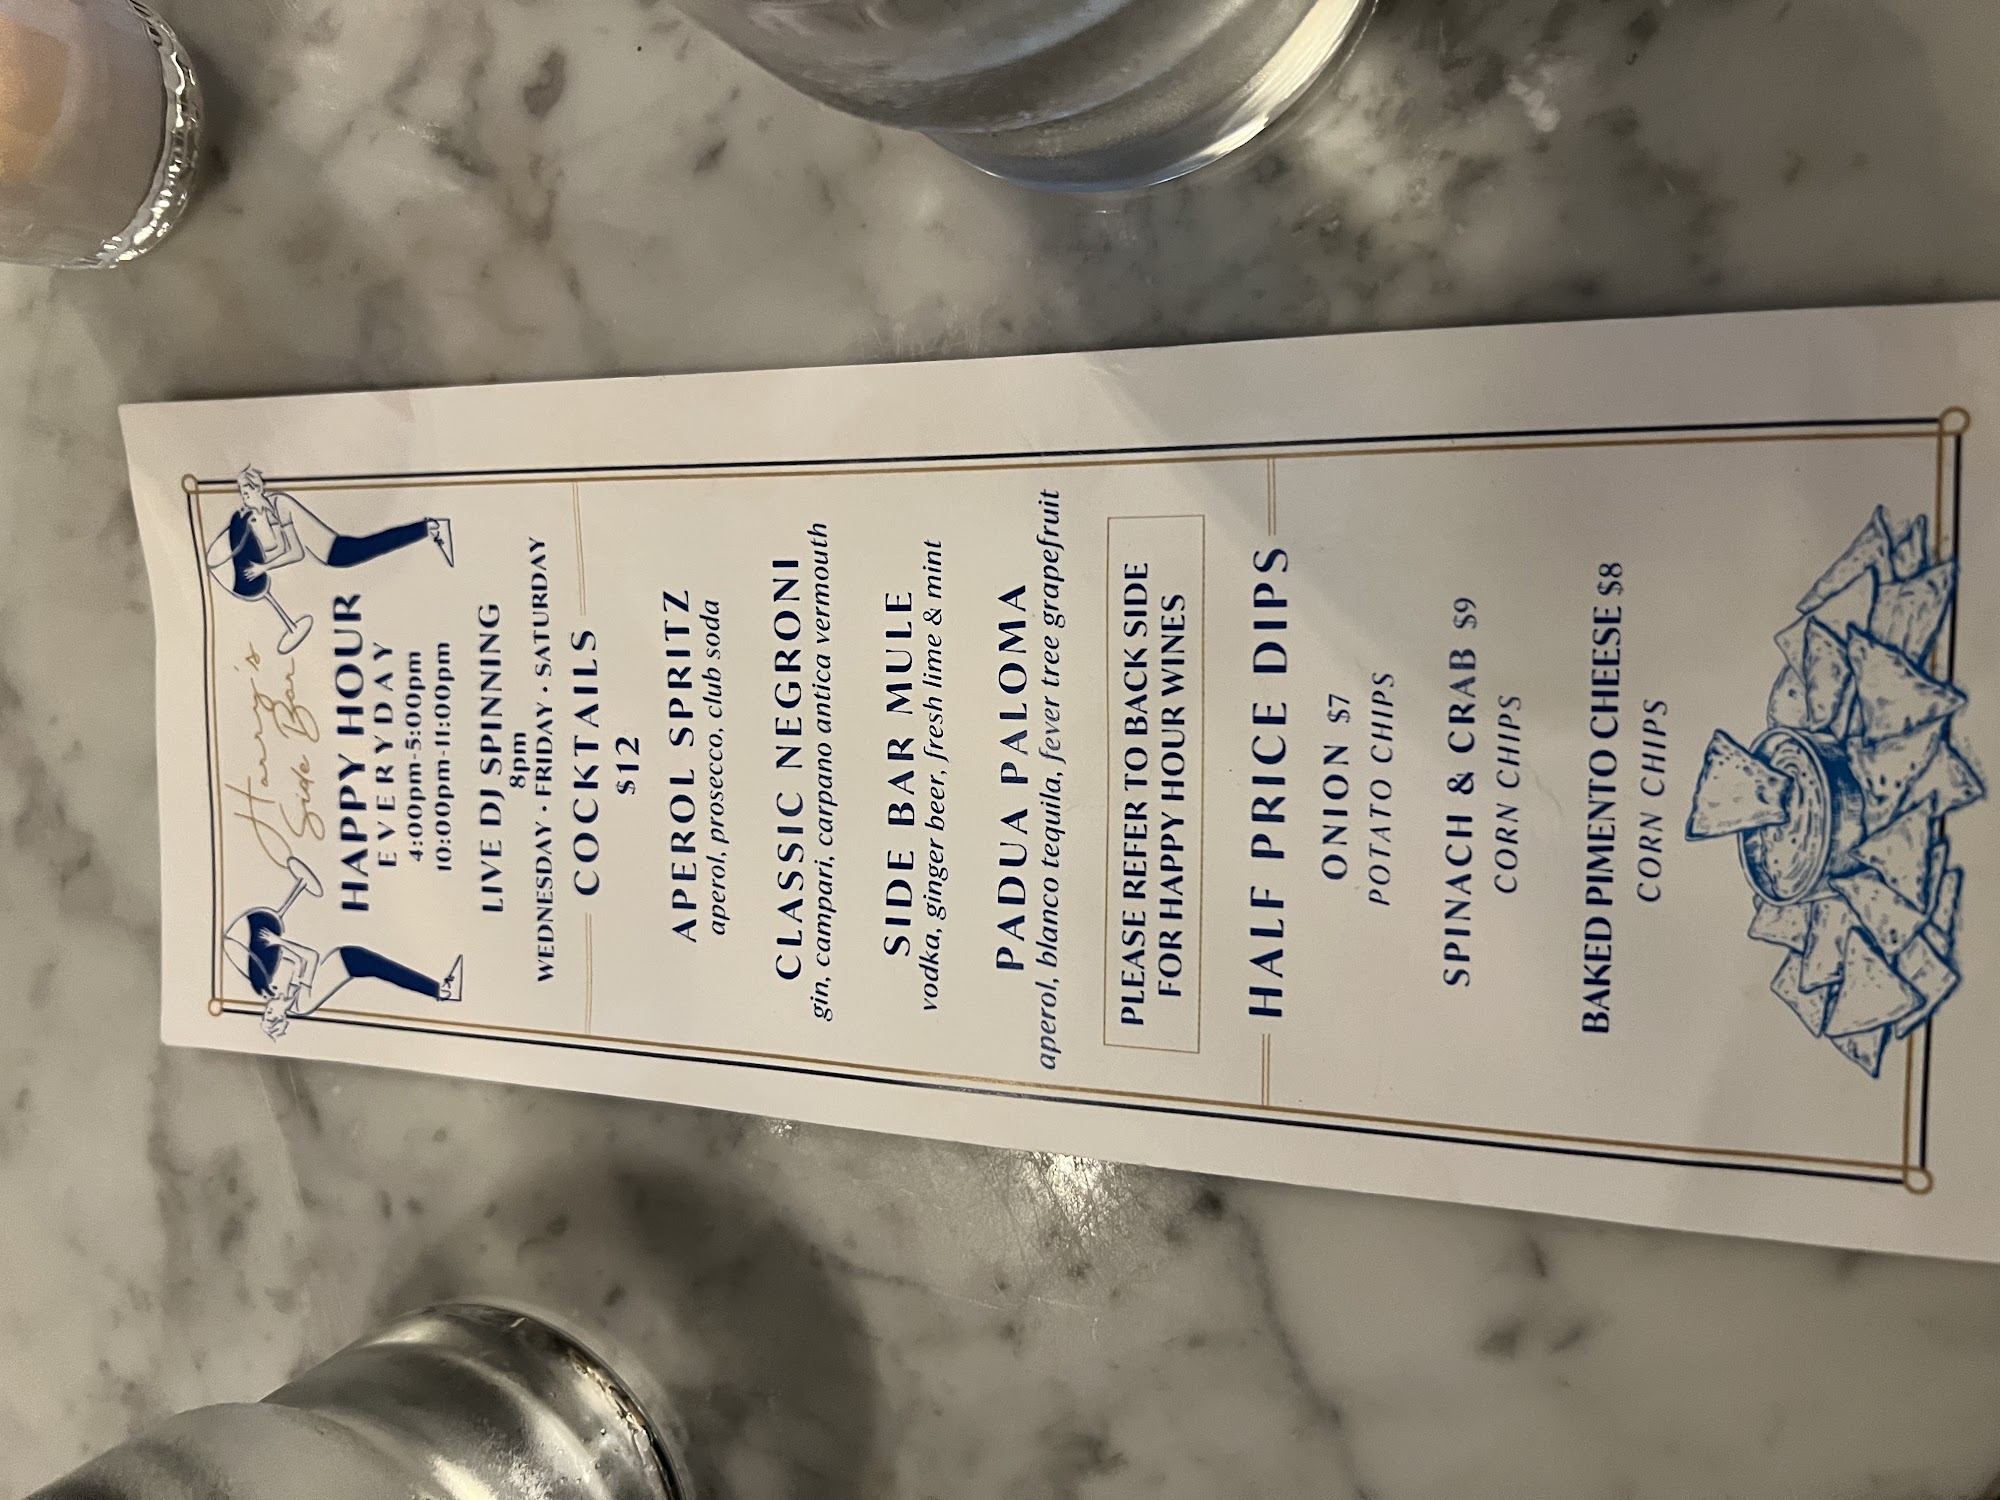 Harry's
Side Bar
HAPPY HOUR
EVERYDAY
4:00pm-5:00pm
10:00pm-11:00pm
LIVE DJ SPINNING
8pm
WEDNESDAY • FRIDAY • SATURDAY
COCKTAILS
$12
APEROL SPRITZ
aperol, prosecco, club soda
CLASSIC NEGRONI
gin, campari, carpano antica vermouth
SIDE BAR MULE
vodka, ginger beer, fresh lime & mint
PADUA PALOMA
aperol, blanco tequila, fever tree grapefruit
PLEASE REFER TO BACK SIDE
FOR HAPPY HOUR WINES
HALF PRICE DIPS
ONION $7
POTATO CHIPS
SPINACH & CRAB $9
CORN CHIPS
BAKED PIMENTO CHEESE $8
CORN CHIPS